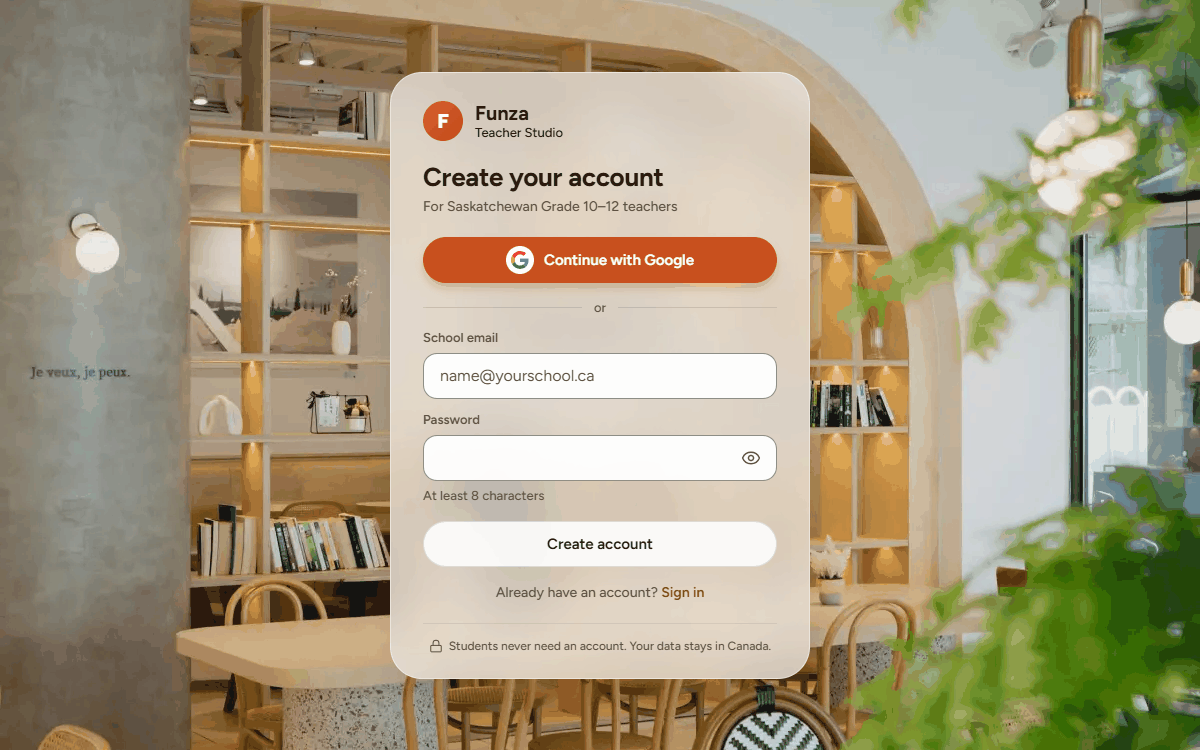 F
Funza
Teacher Studio
Create your account
For Saskatchewan Grade 10–12 teachers
Continue with Google
or
School email
name@yourschool.ca
Password
At least 8 characters
Create account
Already have an account? Sign in
Students never need an account. Your data stays in Canada.
Je veux, je peux.